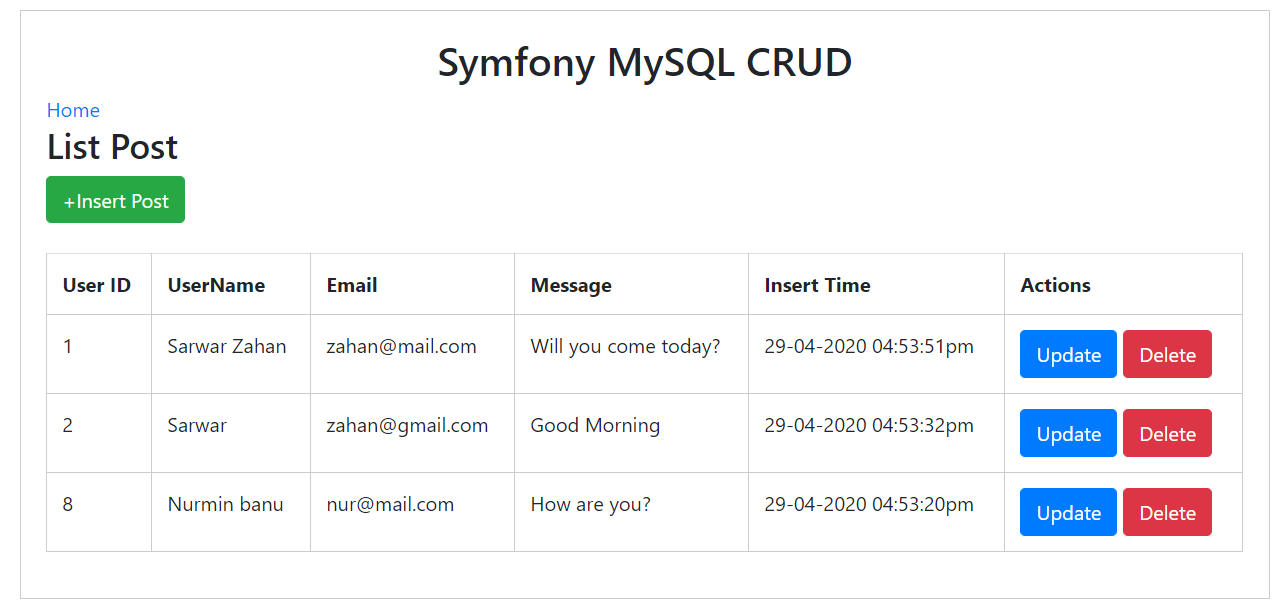 Symfony MySQL CRUD
Home
List Post
+Insert Post
User ID UserName Email Message Insert Time Actions
1 Sarwar Zahan zahan@mail.com Will you come today? 29-04-2020 04:53:51pm Update Delete
2 Sarwar zahan@gmail.com Good Morning 29-04-2020 04:53:32pm Update Delete
8 Nurmin banu nur@mail.com How are you? 29-04-2020 04:53:20pm Update Delete